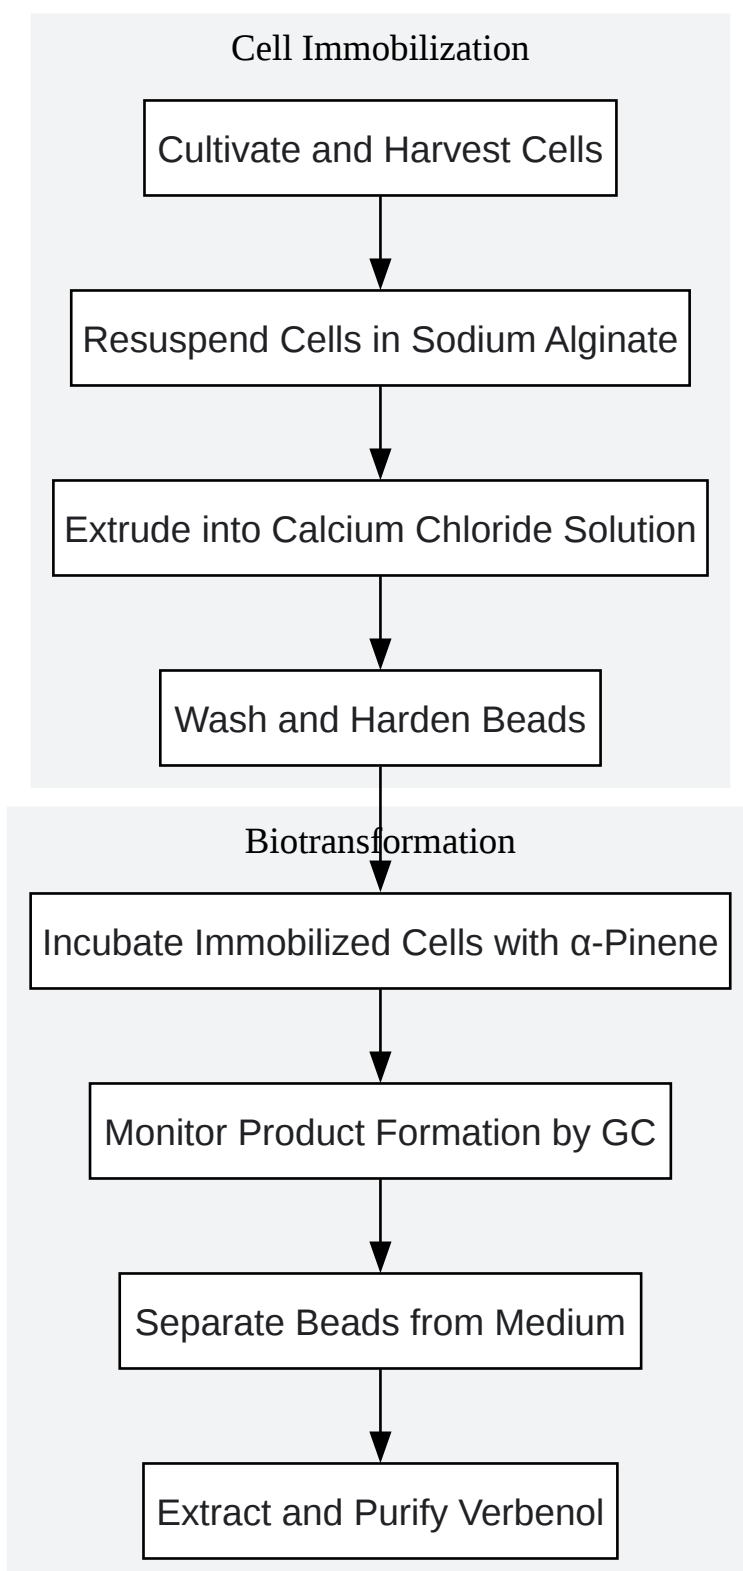 Cell Immobilization
Cultivate and Harvest Cells
Resuspend Cells in Sodium Alginate
Extrude into Calcium Chloride Solution
Wash and Harden Beads
Biotransformation
Incubate Immobilized Cells with α-Pinene
Monitor Product Formation by GC
Separate Beads from Medium
Extract and Purify Verbenol